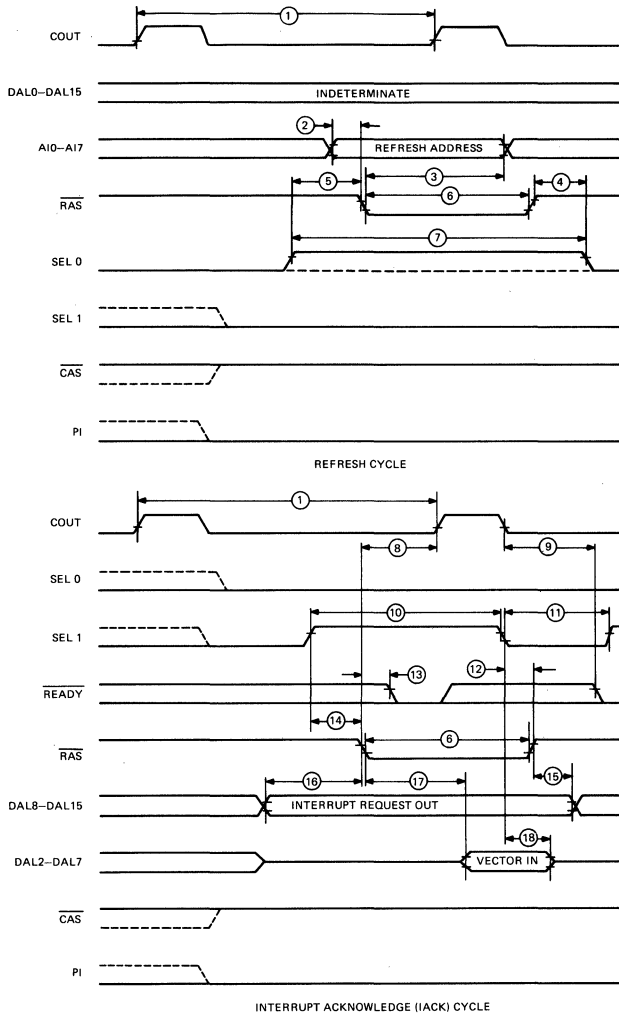 1
COUT
DAL0–DAL15
INDETERMINATE
2
AI0–AI7
REFRESH ADDRESS
3
5
6
4
RAS
7
SEL 0
SEL 1
CAS
PI
REFRESH CYCLE
1
COUT
8
9
SEL 0
10
11
SEL 1
12
13
READY
14
6
RAS
15
16
17
DAL8–DAL15
INTERRUPT REQUEST OUT
18
DAL2–DAL7
VECTOR IN
CAS
PI
INTERRUPT ACKNOWLEDGE (IACK) CYCLE